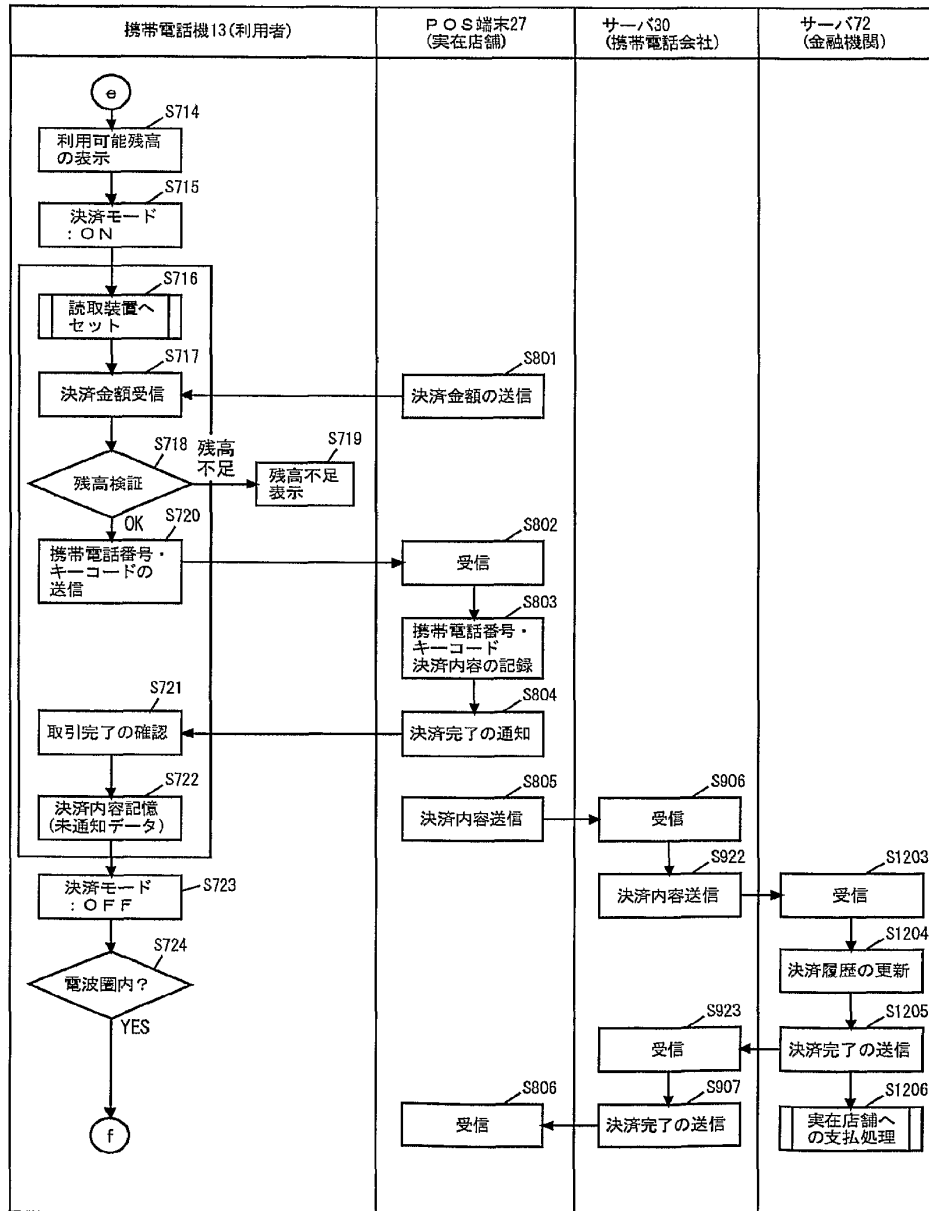 携帯電話機13(利用者)
POS端末27
(実在店舗)
サーバ30
(携帯電話会社)
サーバ72
(金融機関)
e
S714
利用可能残高
の表示
S715
決済モード
:ON
S716
読取装置へ
セット
S717
決済金額受信
S801
決済金額の送信
S718
残高検証
残高
不足
S719
残高不足
表示
OK
S720
携帯電話番号・
キーコードの
送信
S802
受信
S803
携帯電話番号・
キーコード
決済内容の記録
S721
取引完了の確認
S804
決済完了の通知
S722
決済内容記憶
(未通知データ)
S805
決済内容送信
S906
受信
S922
決済内容送信
S1203
受信
S723
決済モード
:OFF
S1204
決済履歴の更新
S724
電波圏内?
YES
S923
受信
S1205
決済完了の送信
S806
受信
S907
決済完了の送信
S1206
実在店舗へ
の支払処理
f